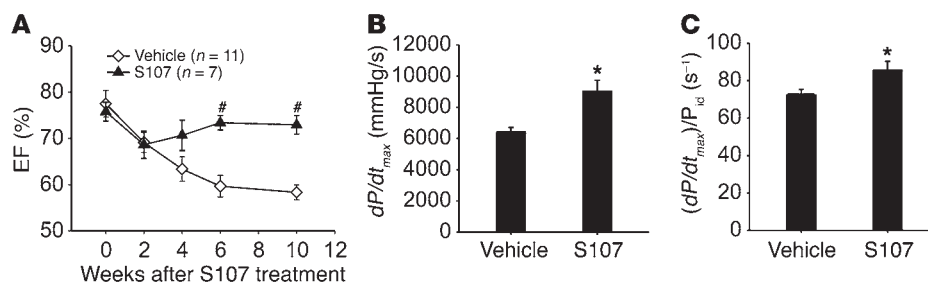 A
Vehicle (n = 11)
S107 (n = 7)
EF (%)
90
80
70
60
50
#
#
0
2
4
6
8
10
12
Weeks after S107 treatment
B
dP/dtmax (mmHg/s)
12000
10000
8000
6000
4000
2000
0
*
Vehicle
S107
C
(dP/dtmax)/Pid (s−1)
100
80
60
40
20
0
*
Vehicle
S107